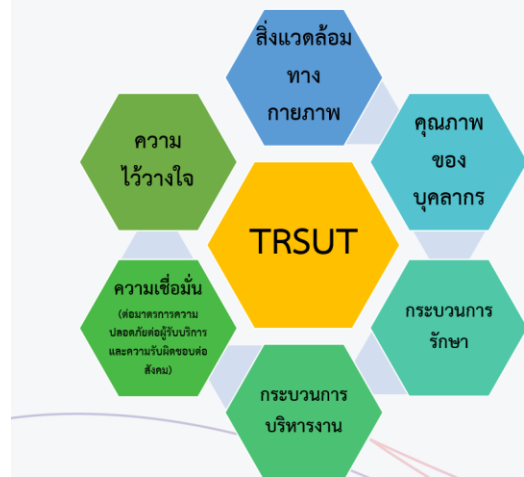 สิ่งแวดล้อม
ทาง
กายภาพ
คุณภาพ
ของ
บุคลากร
กระบวนการ
รักษา
กระบวนการ
บริหารงาน
ความเชื่อมั่น
(ต่อมาตรการความ
ปลอดภัยต่อผู้รับบริการ
และความรับผิดชอบต่อ
สังคม)
ความ
ไว้วางใจ
TRSUT